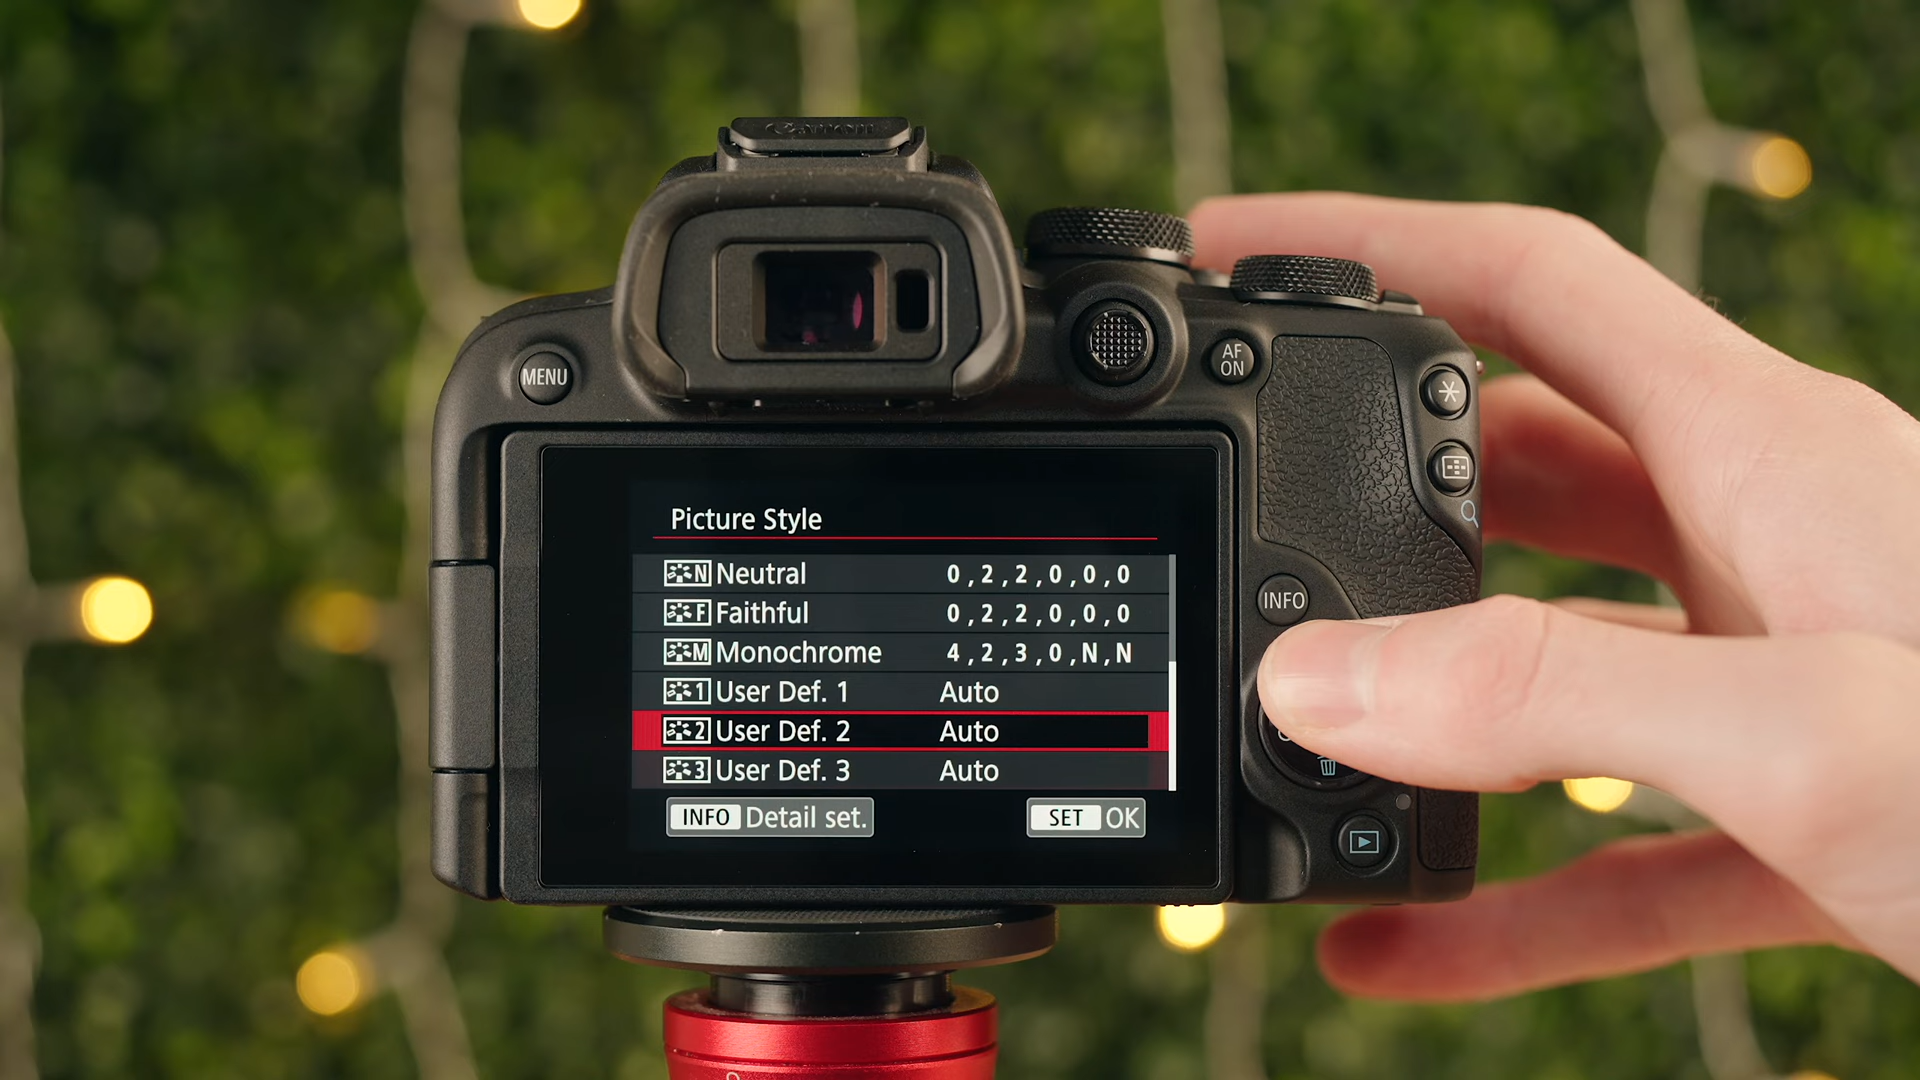 Canon
MENU
AF
ON
Picture Style
N Neutral 0,2,2,0,0,0
F Faithful 0,2,2,0,0,0
M Monochrome 4,2,3,0,N,N
1 User Def. 1 Auto
2 User Def. 2 Auto
3 User Def. 3 Auto
INFO Detail set. SET OK
INFO